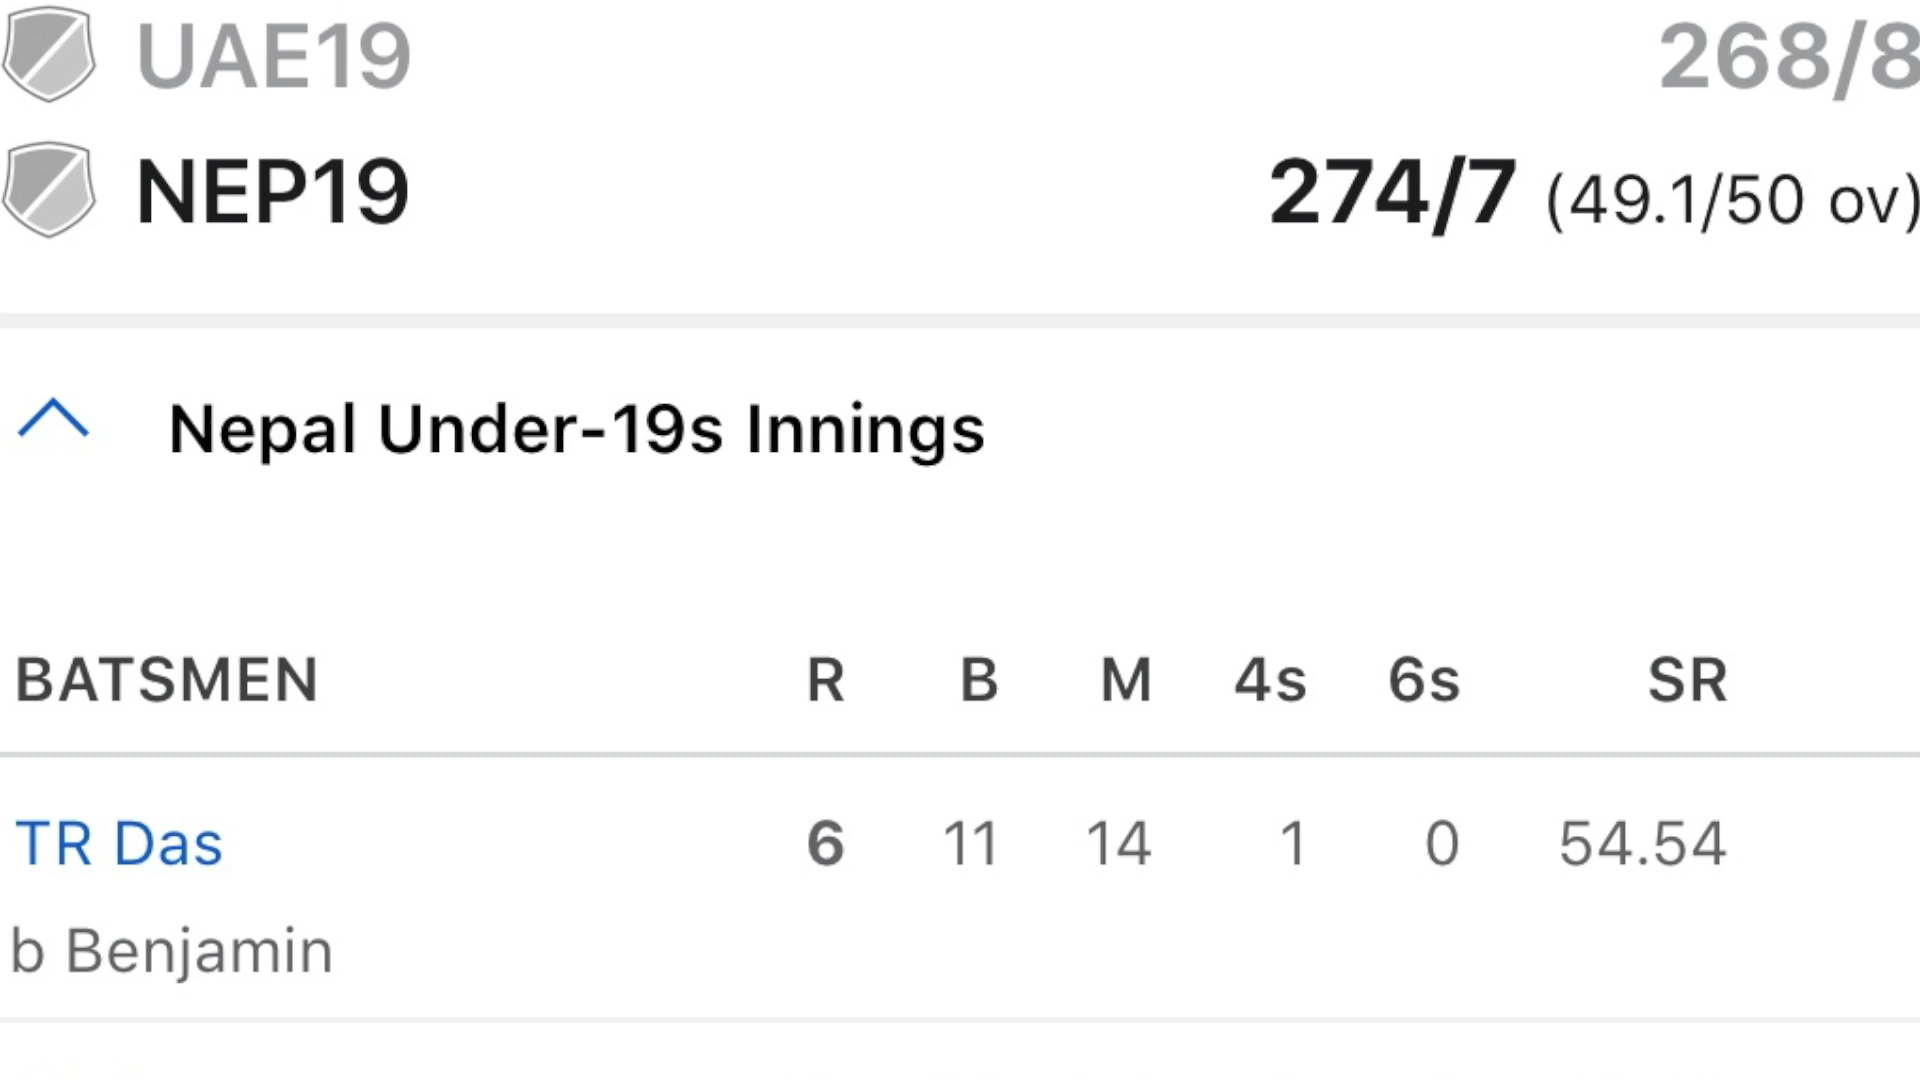 UAE19 268/8
NEP19 274/7 (49.1/50 ov)
Nepal Under-19s Innings
BATSMEN R B M 4s 6s SR
TR Das 6 11 14 1 0 54.54
b Benjamin